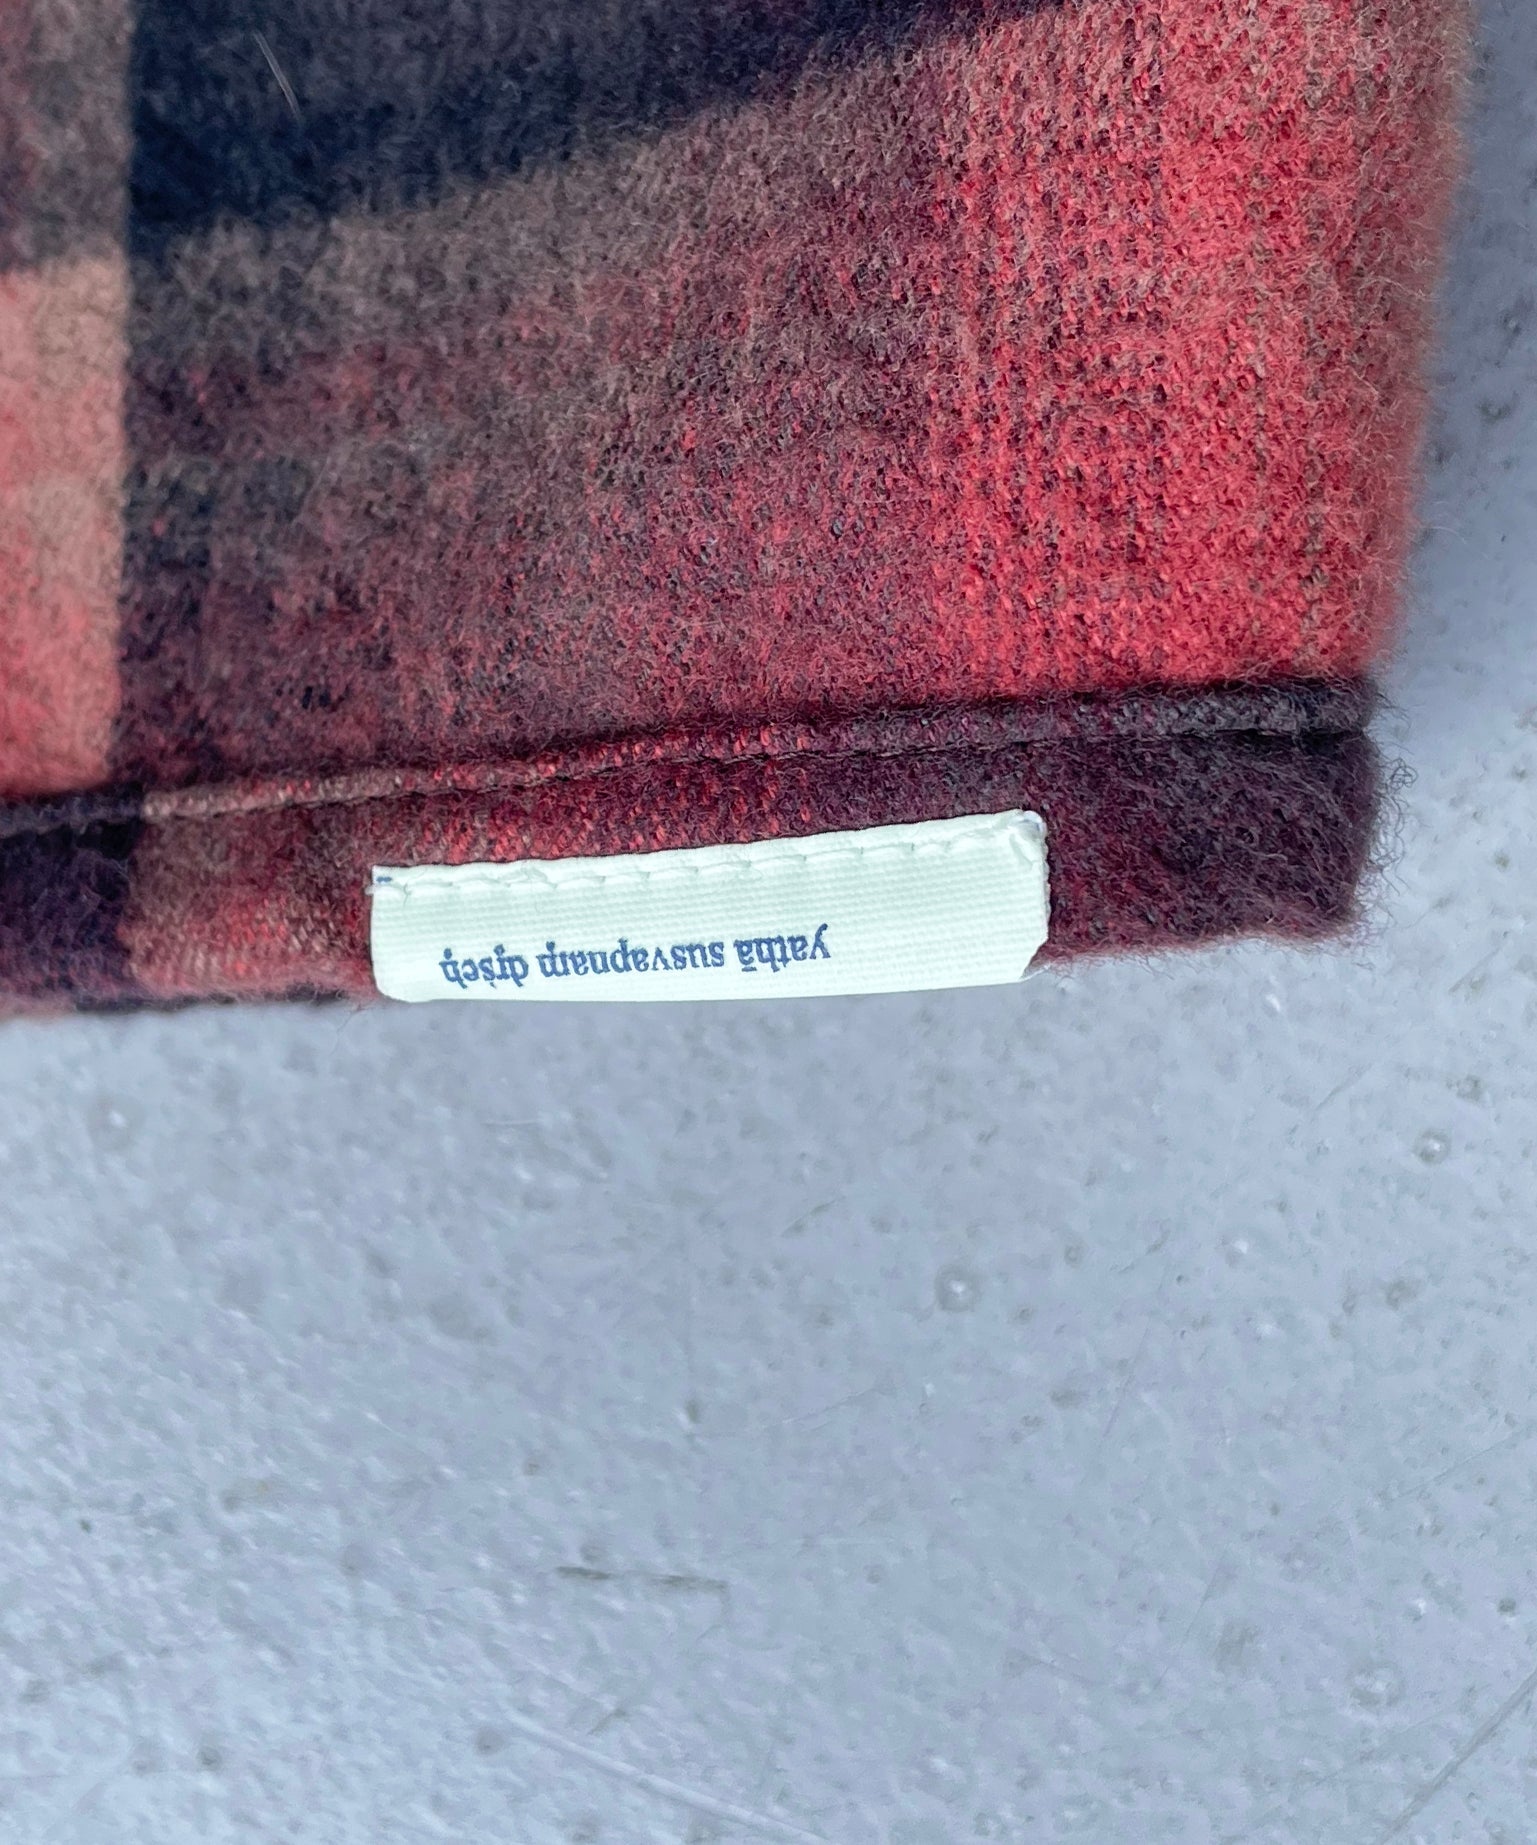 yathā susvapnaṃ dṛśeḥ